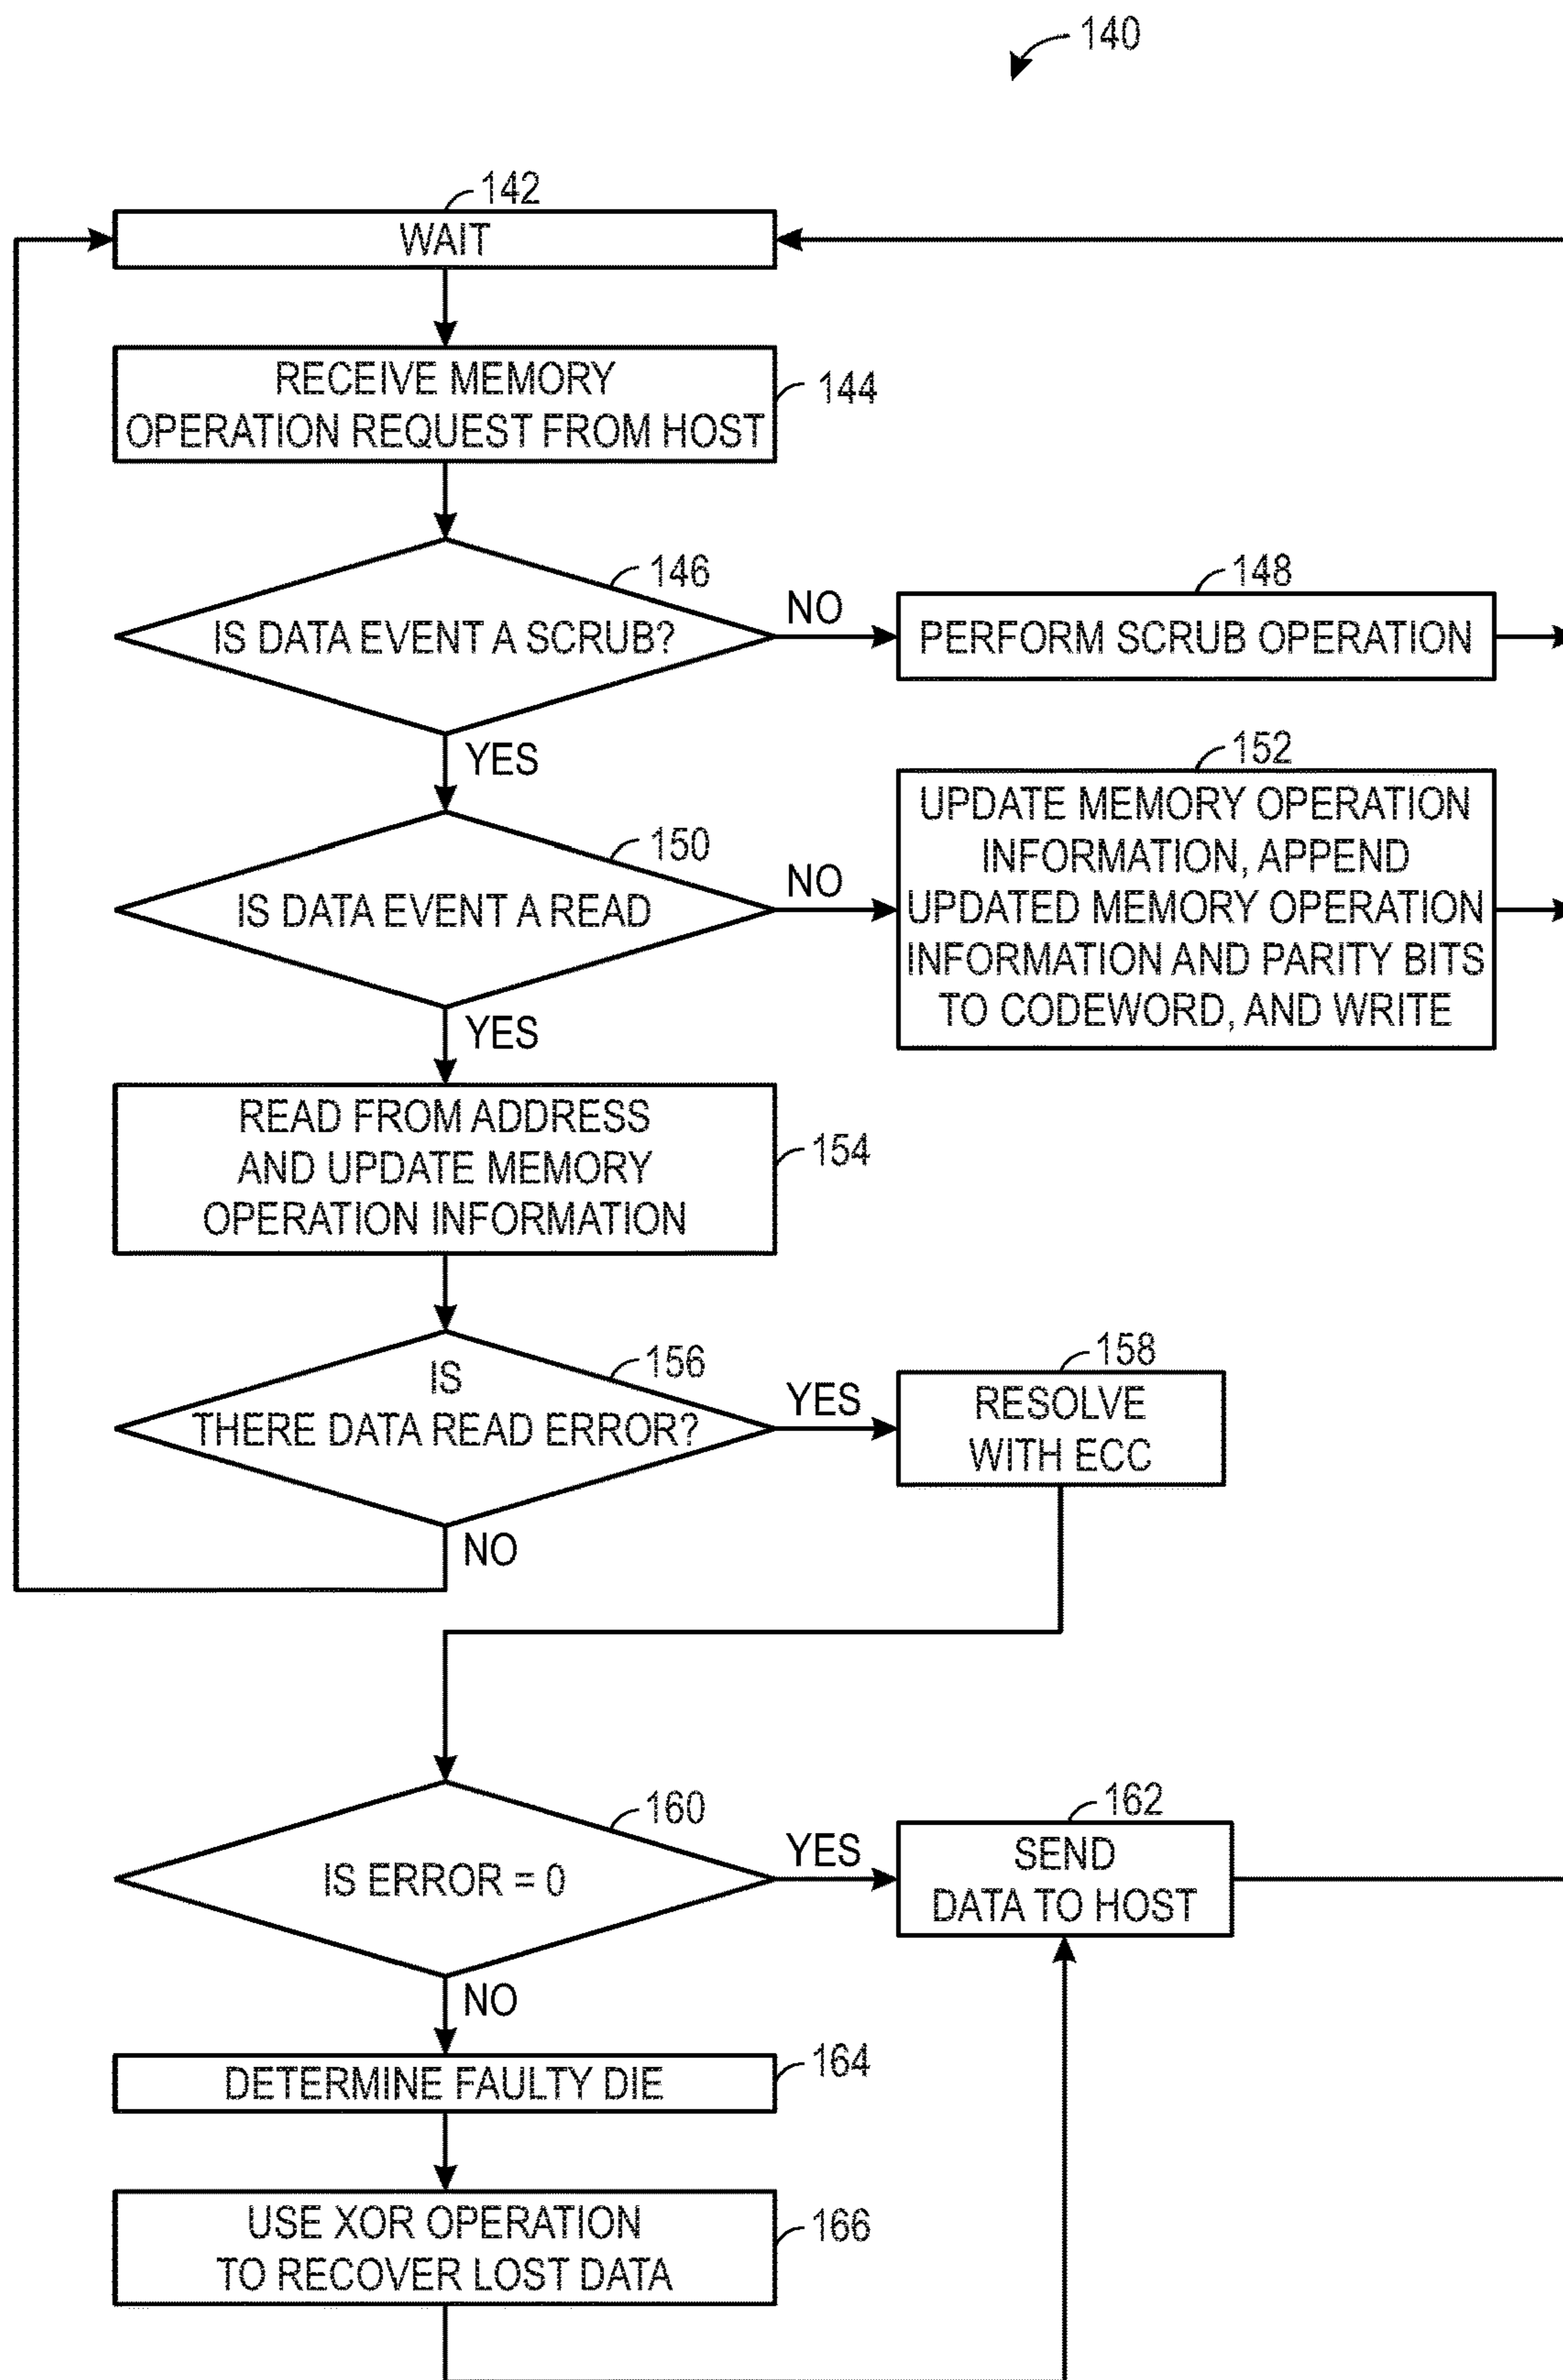 140
142
WAIT
RECEIVE MEMORY
OPERATION REQUEST FROM HOST
144
146
IS DATA EVENT A SCRUB?
NO
148
PERFORM SCRUB OPERATION
YES
150
IS DATA EVENT A READ
NO
152
UPDATE MEMORY OPERATION
INFORMATION, APPEND
UPDATED MEMORY OPERATION
INFORMATION AND PARITY BITS
TO CODEWORD, AND WRITE
YES
READ FROM ADDRESS
AND UPDATE MEMORY
OPERATION INFORMATION
154
156
IS
THERE DATA READ ERROR?
YES
158
RESOLVE
WITH ECC
NO
160
IS ERROR = 0
YES
162
SEND
DATA TO HOST
NO
DETERMINE FAULTY DIE
164
USE XOR OPERATION
TO RECOVER LOST DATA
166